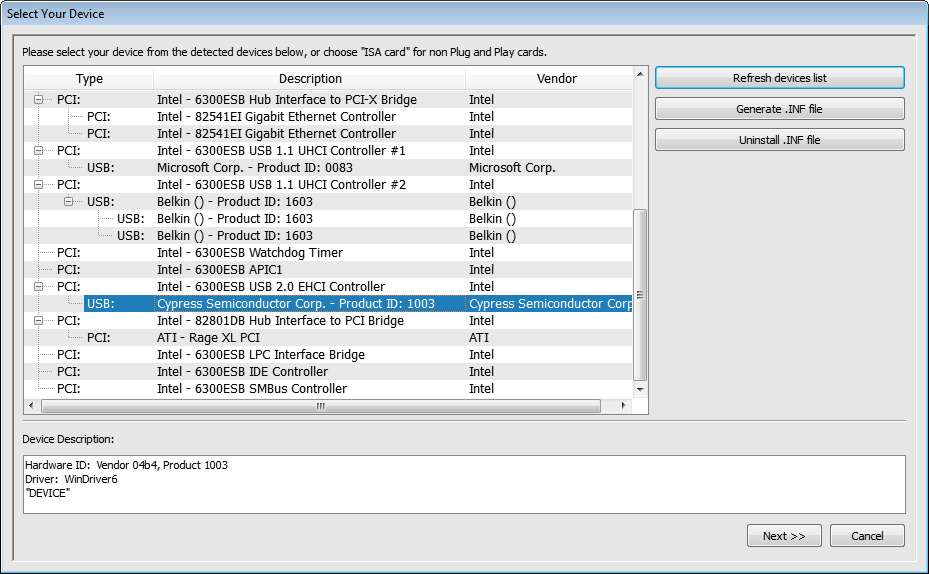 Select Your Device
Please select your device from the detected devices below, or choose "ISA card" for non Plug and Play cards.
Type Description Vendor
PCI: Intel - 6300ESB Hub Interface to PCI-X Bridge Intel
PCI: Intel - 82541EI Gigabit Ethernet Controller Intel
PCI: Intel - 82541EI Gigabit Ethernet Controller Intel
PCI: Intel - 6300ESB USB 1.1 UHCI Controller #1 Intel
USB: Microsoft Corp. - Product ID: 0083 Microsoft Corp.
PCI: Intel - 6300ESB USB 1.1 UHCI Controller #2 Intel
USB: Belkin () - Product ID: 1603 Belkin ()
USB: Belkin () - Product ID: 1603 Belkin ()
USB: Belkin () - Product ID: 1603 Belkin ()
PCI: Intel - 6300ESB Watchdog Timer Intel
PCI: Intel - 6300ESB APIC1 Intel
PCI: Intel - 6300ESB USB 2.0 EHCI Controller Intel
USB: Cypress Semiconductor Corp. - Product ID: 1003 Cypress Semiconductor Corp
PCI: Intel - 82801DB Hub Interface to PCI Bridge Intel
PCI: ATI - Rage XL PCI ATI
PCI: Intel - 6300ESB LPC Interface Bridge Intel
PCI: Intel - 6300ESB IDE Controller Intel
PCI: Intel - 6300ESB SMBus Controller Intel
Refresh devices list
Generate .INF file
Uninstall .INF file
Device Description:
Hardware ID: Vendor 04b4, Product 1003
Driver: WinDriver6
"DEVICE"
Next >> Cancel